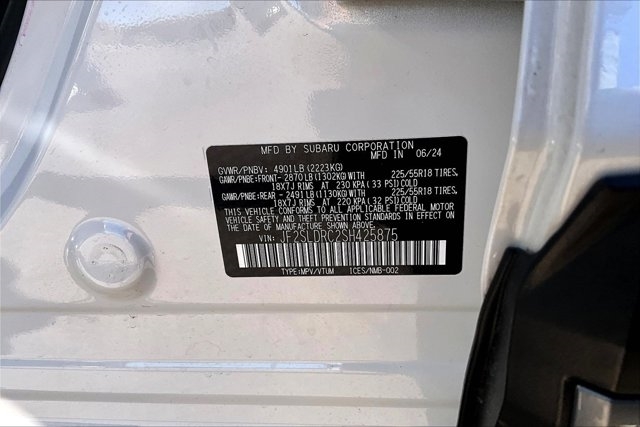 MFD BY SUBARU CORPORATION
MFD IN 06/24
GVWR/PNBV: 4901LB(2223KG)
GAWR/PNBE:FRONT- 2870LB(1302KG)WITH 225/55R18 TIRES,
18X7J RIMS AT 230 KPA(33 PSI)COLD
GAWR/PNBE:REAR - 2491LB(1130KG)WITH 225/55R18 TIRES,
18X7J RIMS AT 220 KPA(32 PSI)COLD
THIS VEHICLE CONFORMS TO ALL APPLICABLE FEDERAL MOTOR
VEHICLE SAFETY AND THEFT PREVENTION STANDARDS IN EFFECT ON
THE DATE OF MANUFACTURE SHOWN ABOVE.
VIN: JF2SLDRC2SH425875
TYPE:MPV/VTUM ICES/NMB-002